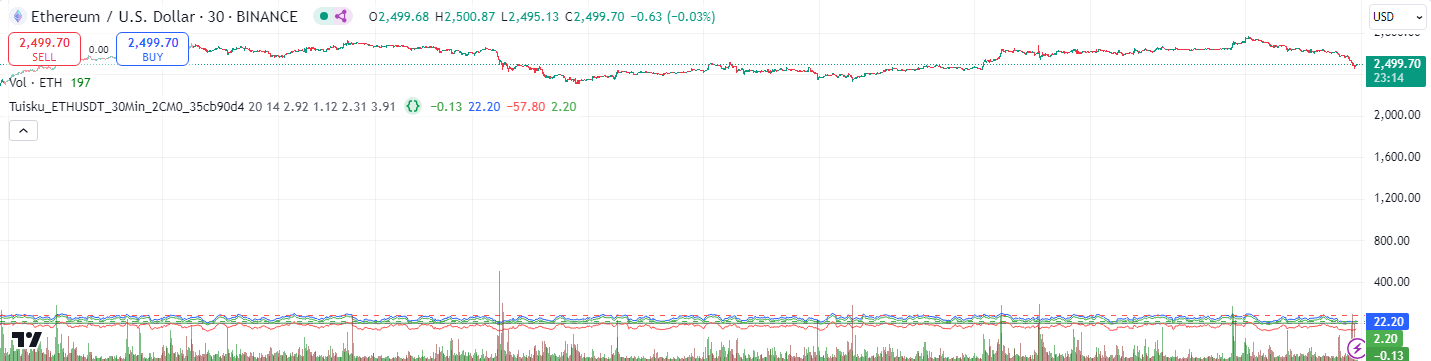 Ethereum / U.S. Dollar · 30 · BINANCE O2,499.68 H2,500.87 L2,495.13 C2,499.70 −0.63 (−0.03%)
USD
2,499.70 SELL
0.00
2,499.70 BUY
2,499.70
23:14
Vol · ETH 197
Tuisku_ETHUSDT_30Min_2CM0_35cb90d4 20 14 2.92 1.12 2.31 3.91 {} −0.13 22.20 −57.80 2.20
2,000.00
1,600.00
1,200.00
800.00
400.00
22.20
2.20
−0.13